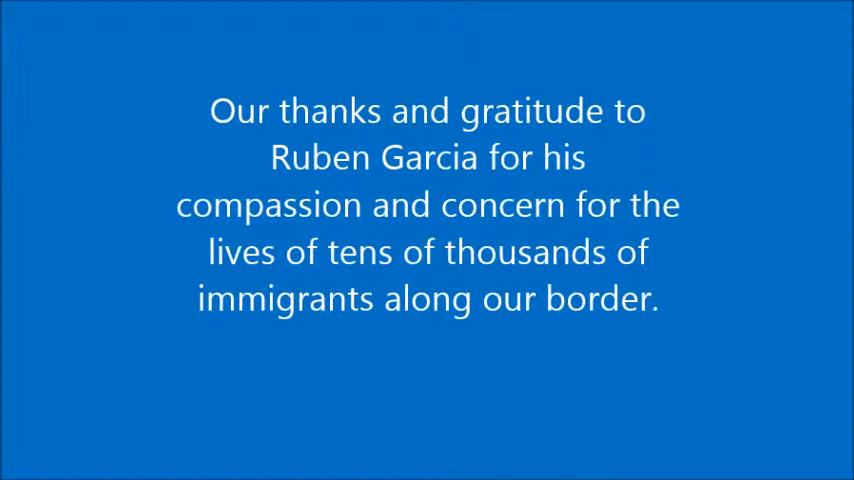 Our thanks and gratitude to
Ruben Garcia for his
compassion and concern for the
lives of tens of thousands of
immigrants along our border.